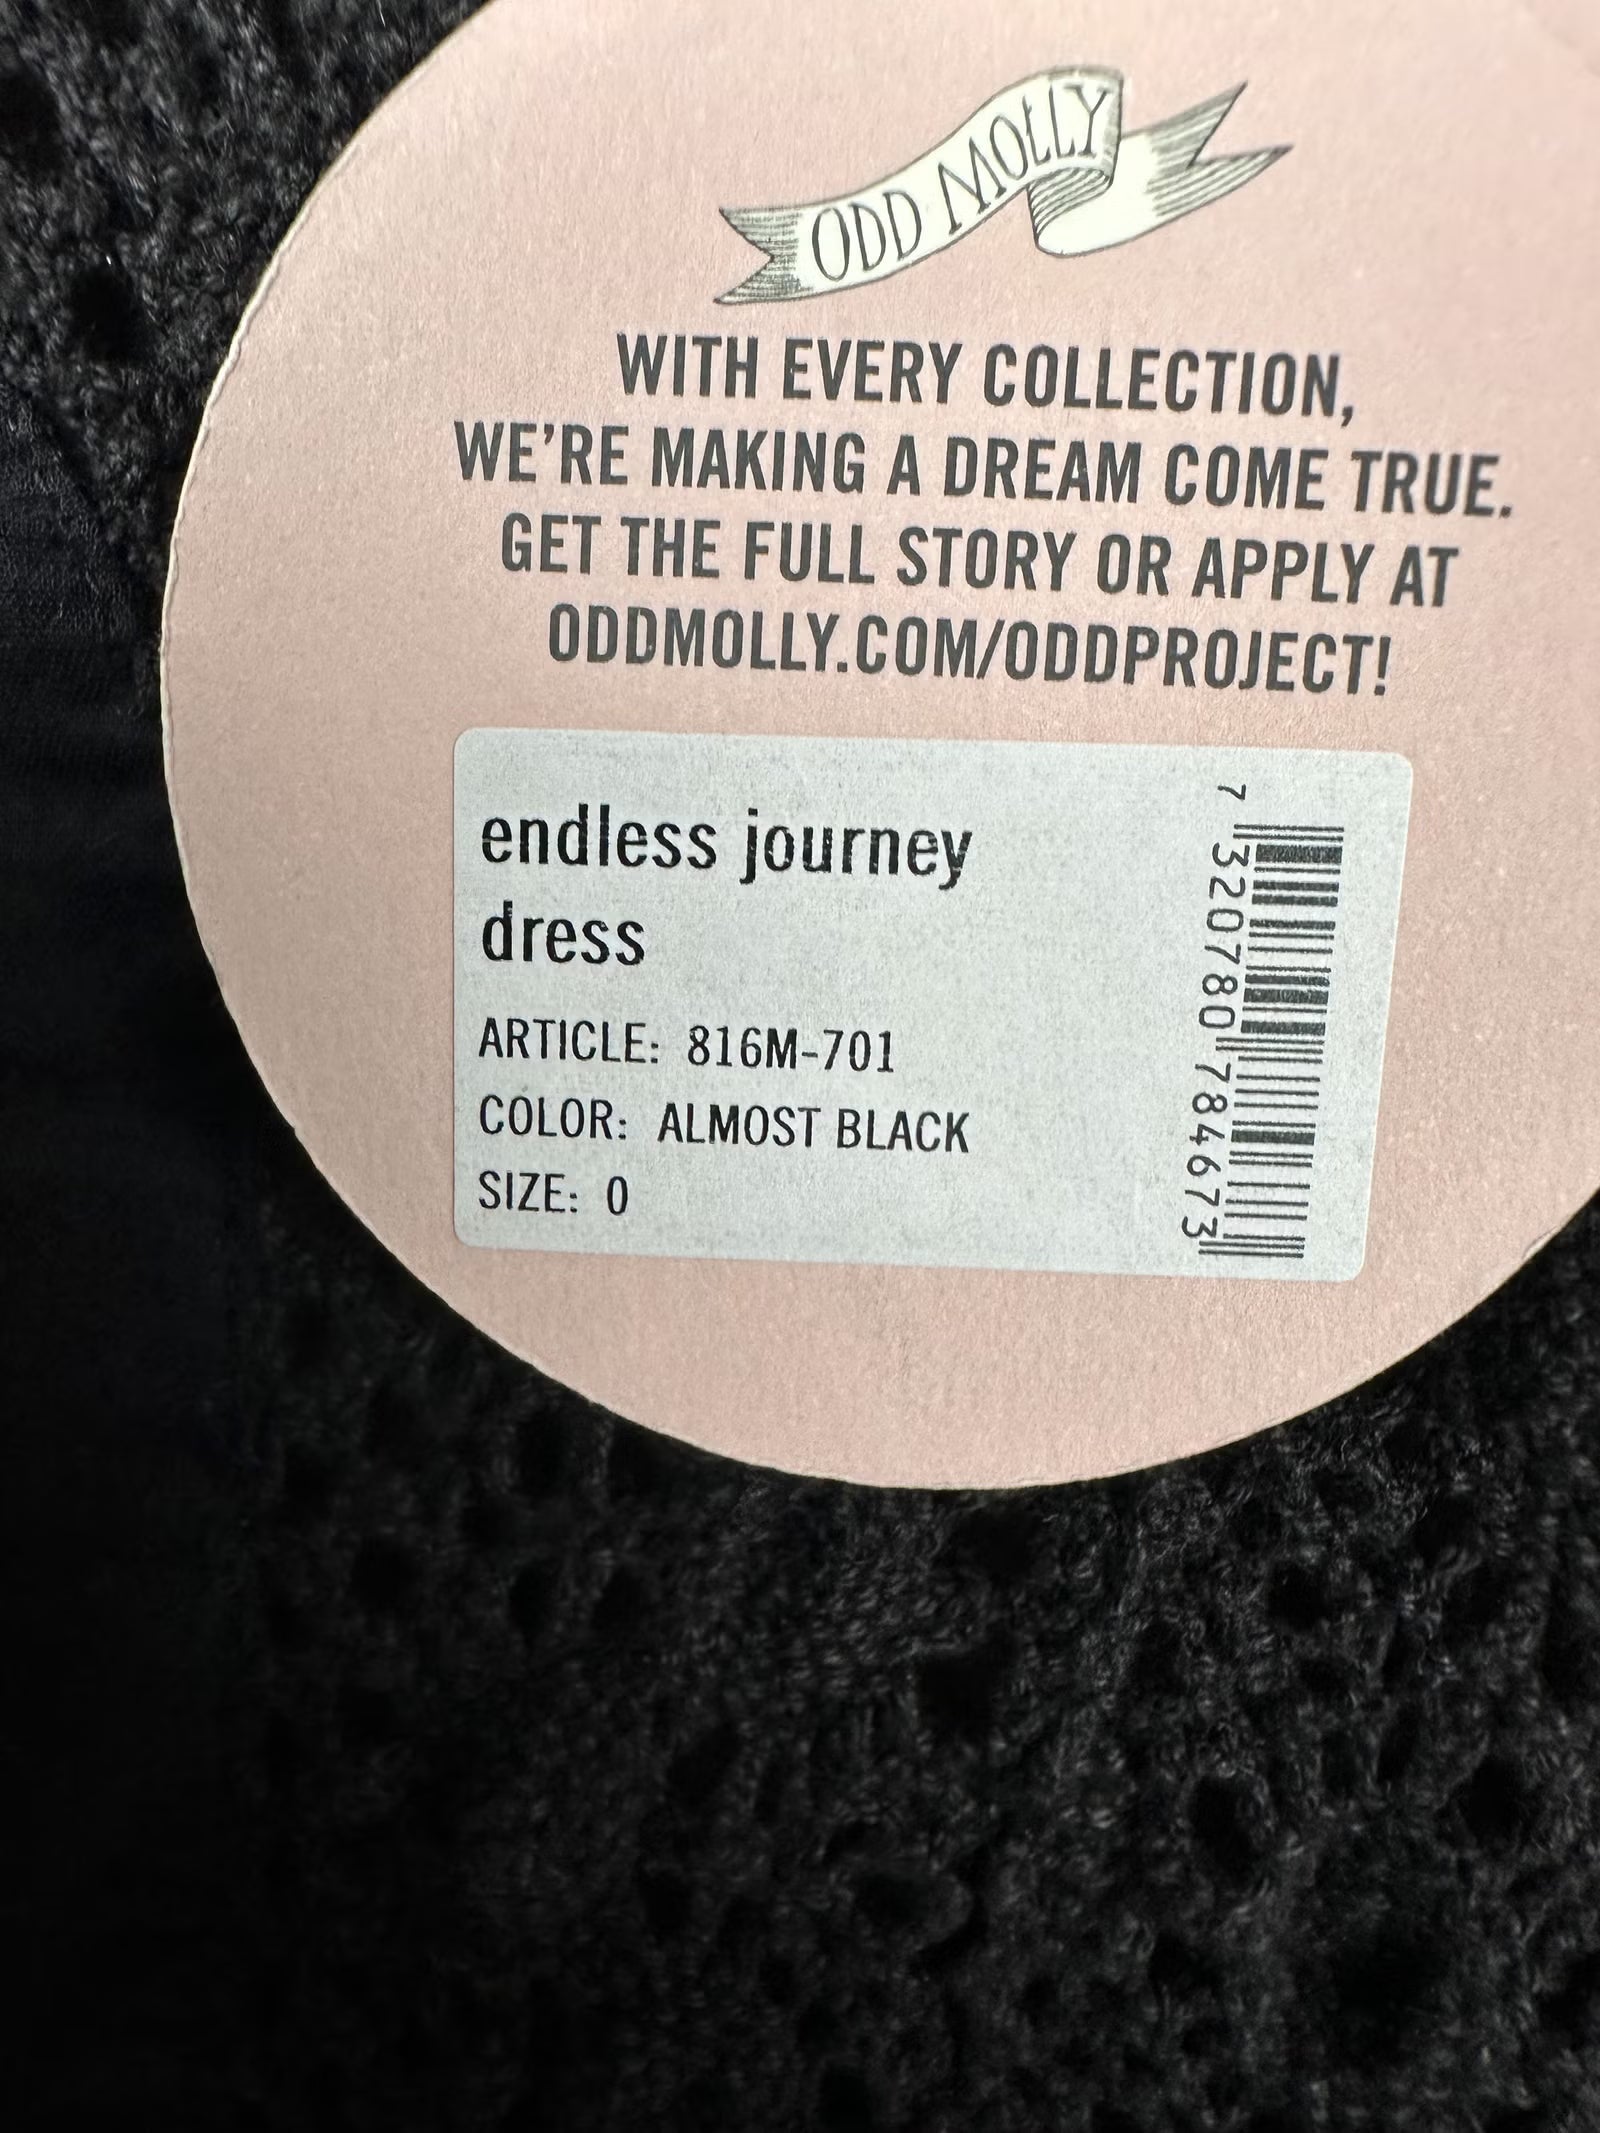 ODD MOLLY
WITH EVERY COLLECTION,
WE'RE MAKING A DREAM COME TRUE.
GET THE FULL STORY OR APPLY AT
ODDMOLLY.COM/ODDPROJECT!
endless journey
dress
ARTICLE: 816M-701
COLOR: ALMOST BLACK
SIZE: 0
7 320780 784673